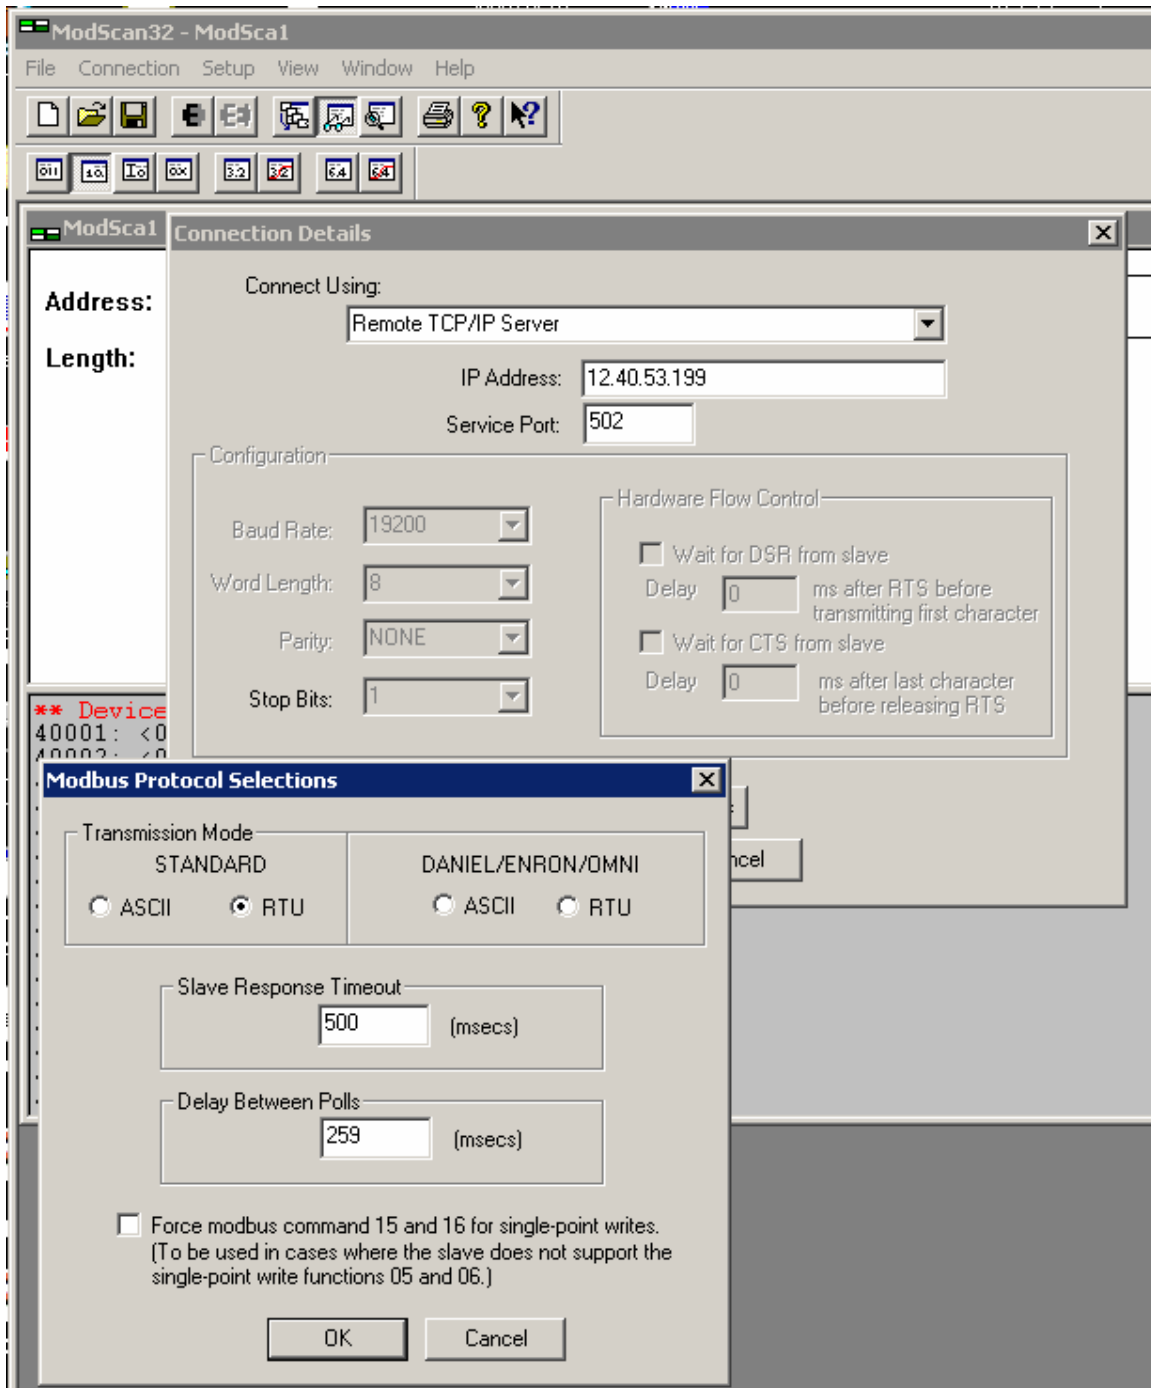 ModScan32 - ModSca1
File Connection Setup View Window Help
ModSca1
Address:
Length:
Connection Details
Connect Using:
Remote TCP/IP Server
IP Address: 12.40.53.199
Service Port: 502
Configuration
Baud Rate: 19200
Word Length: 8
Parity: NONE
Stop Bits: 1
Hardware Flow Control
Wait for DSR from slave
Delay 0 ms after RTS before
transmitting first character
Wait for CTS from slave
Delay 0 ms after last character
before releasing RTS
** Device
40001: <0
40002: <0
ncel
Modbus Protocol Selections
Transmission Mode
STANDARD DANIEL/ENRON/OMNI
ASCII RTU ASCII RTU
Slave Response Timeout
500 (msecs)
Delay Between Polls
259 (msecs)
Force modbus command 15 and 16 for single-point writes.
(To be used in cases where the slave does not support the
single-point write functions 05 and 06.)
OK Cancel